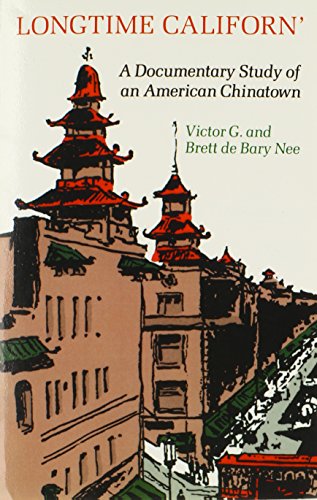 LONGTIME CALIFORN'
A Documentary Study of
an American Chinatown
Victor G. and
Brett de Bary Nee